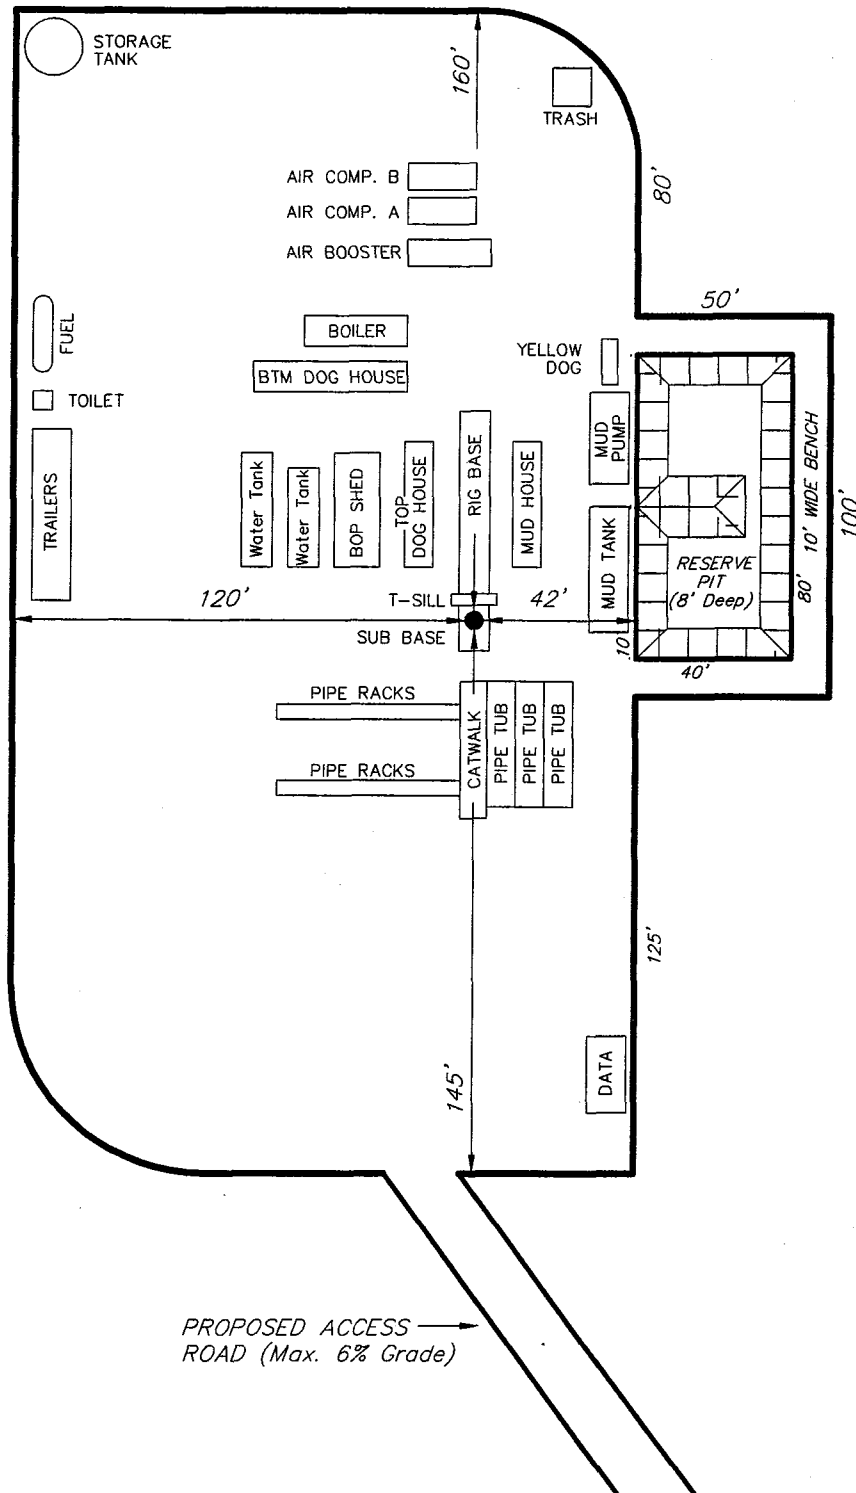 STORAGE
TANK
160'
TRASH
AIR COMP. B
AIR COMP. A
AIR BOOSTER
80'
50'
FUEL
BOILER
YELLOW
DOG
BTM DOG HOUSE
TOILET
TRAILERS
Water Tank
Water Tank
BOP SHED
TOP
DOG HOUSE
RIG BASE
MUD HOUSE
MUD
PUMP
MUD TANK
RESERVE
PIT
(8' Deep)
80'
10' WIDE BENCH
100'
T-SILL
120'
42'
SUB BASE
10'
40'
PIPE RACKS
PIPE RACKS
CATWALK
PIPE TUB
PIPE TUB
PIPE TUB
125'
145'
DATA
PROPOSED ACCESS
ROAD (Max. 6% Grade)